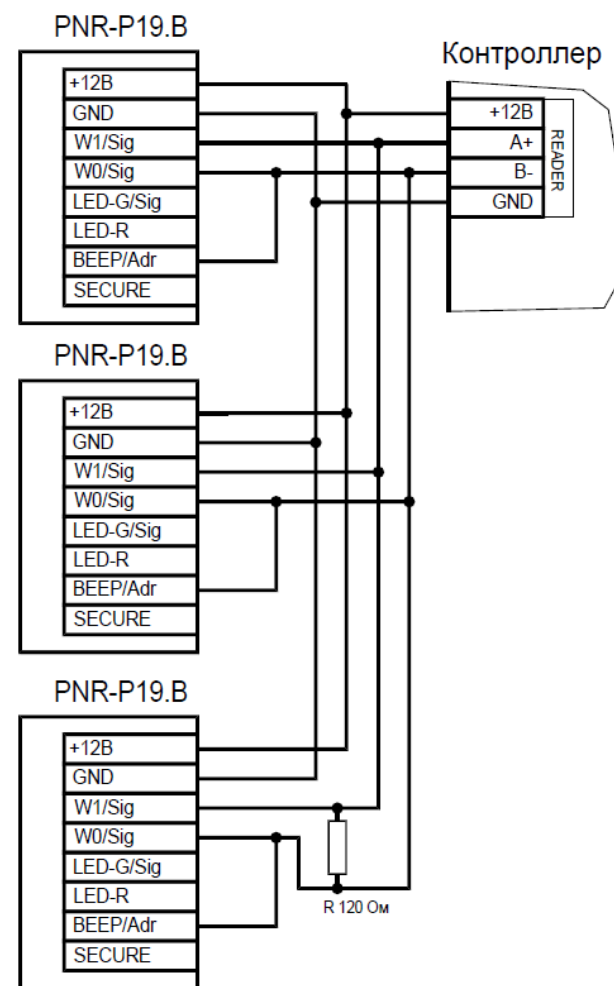 PNR-P19.B
+12В
GND
W1/Sig
W0/Sig
LED-G/Sig
LED-R
BEEP/Adr
SECURE
Контроллер
+12В
A+
B-
GND
READER
PNR-P19.B
+12В
GND
W1/Sig
W0/Sig
LED-G/Sig
LED-R
BEEP/Adr
SECURE
PNR-P19.B
+12В
GND
W1/Sig
W0/Sig
LED-G/Sig
LED-R
BEEP/Adr
SECURE
R 120 Ом